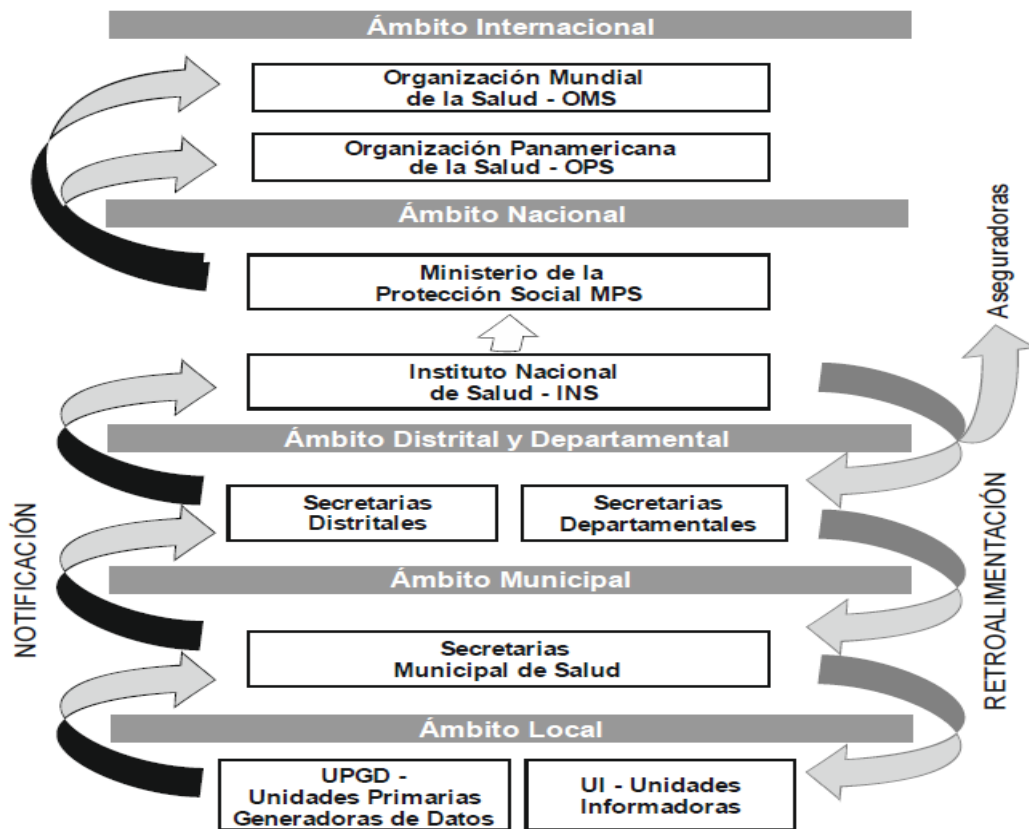 Ámbito Internacional
Organización Mundial
de la Salud - OMS
Organización Panamericana
de la Salud - OPS
Ámbito Nacional
Ministerio de la
Protección Social MPS
Aseguradoras
Instituto Nacional
de Salud - INS
Ámbito Distrital y Departamental
Secretarias
Distritales
Secretarias
Departamentales
NOTIFICACIÓN
RETROALIMENTACIÓN
Ámbito Municipal
Secretarias
Municipal de Salud
Ámbito Local
UPGD -
Unidades Primarias
Generadoras de Datos
UI - Unidades
Informadoras